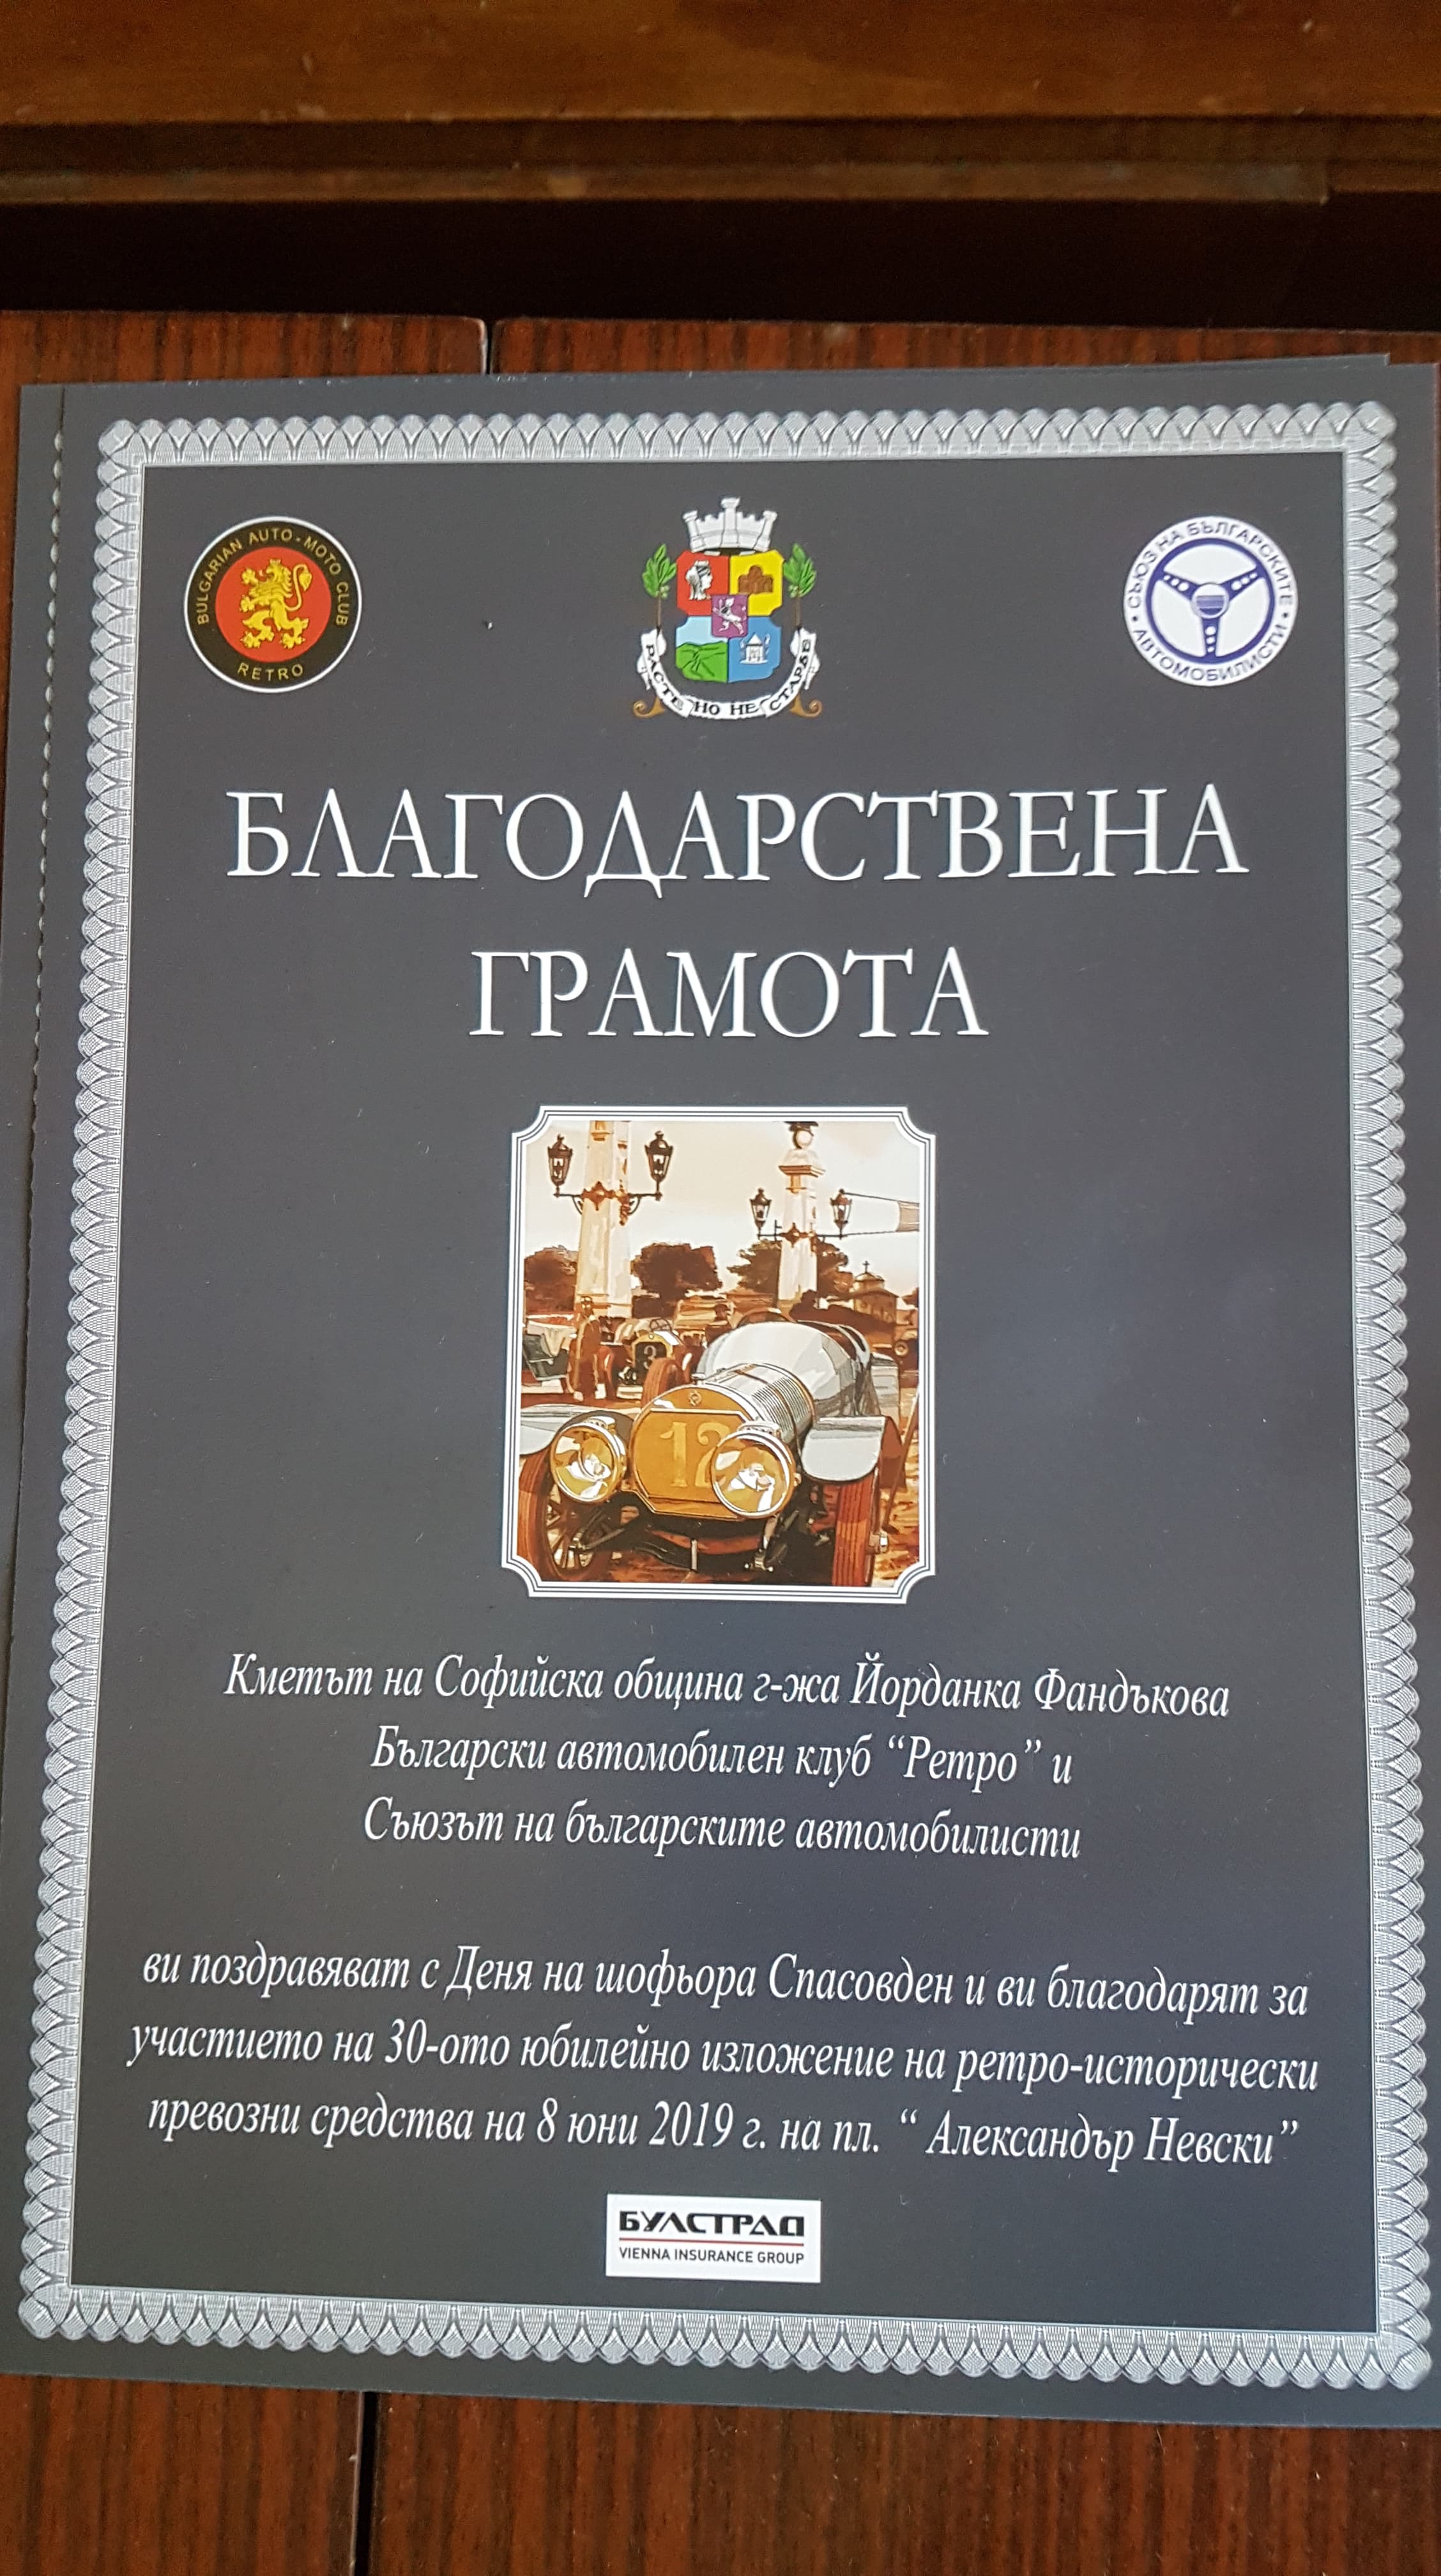 BULGARIAN AUTO-MOTO CLUB
RETRO
РАСТЕ НО НЕ СТАРѢЕ
СЪЮЗ НА БЪЛГАРСКИТЕ
• АВТОМОБИЛИСТИ •
БЛАГОДАРСТВЕНА
ГРАМОТА
3
12
Кметът на Софийска община г-жа Йорданка Фандъкова
Български автомобилен клуб “Ретро” и
Съюзът на българските автомобилисти
ви поздравяват с Деня на шофьора Спасовден и ви благодарят за
участието на 30-ото юбилейно изложение на ретро-исторически
превозни средства на 8 юни 2019 г. на пл. “ Александър Невски”
БУЛСТРАД
VIENNA INSURANCE GROUP